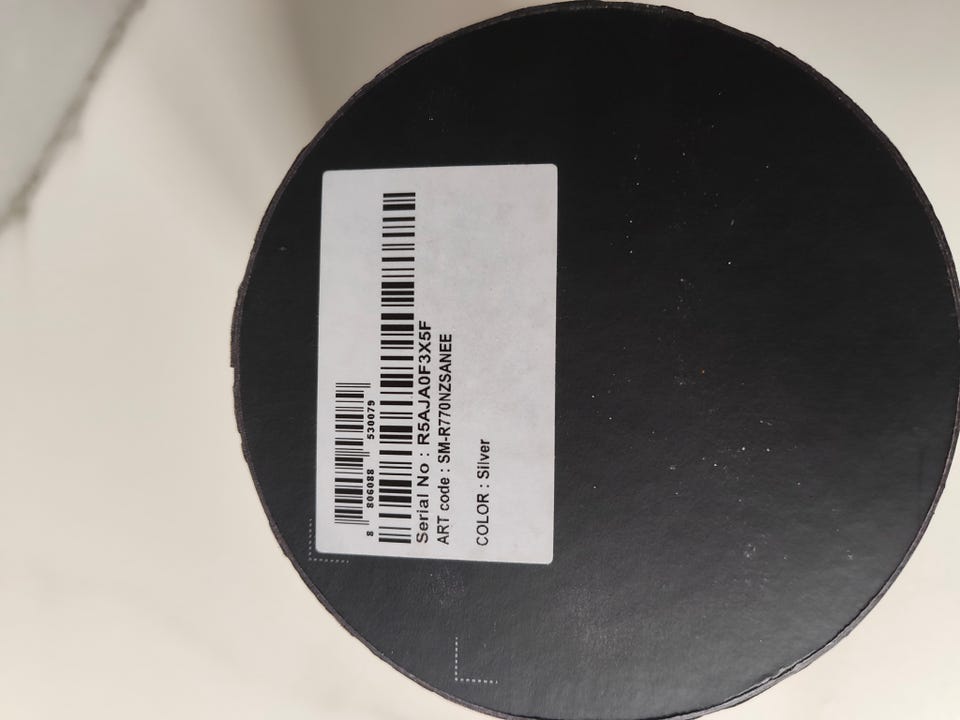 8 806088 530079
Serial No : R5AJA0F3X5F
ART code : SM-R770NZSANEE
COLOR : Silver